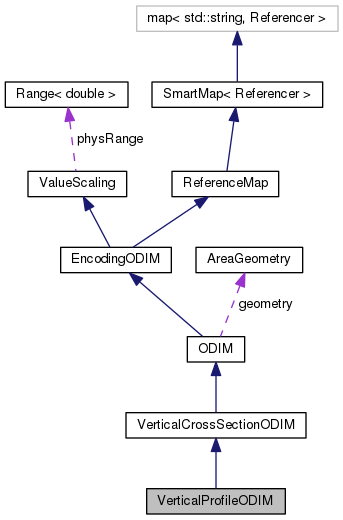 map< std::string, Referencer >
Range< double >
SmartMap< Referencer >
physRange
ValueScaling
ReferenceMap
EncodingODIM
AreaGeometry
geometry
ODIM
VerticalCrossSectionODIM
VerticalProfileODIM